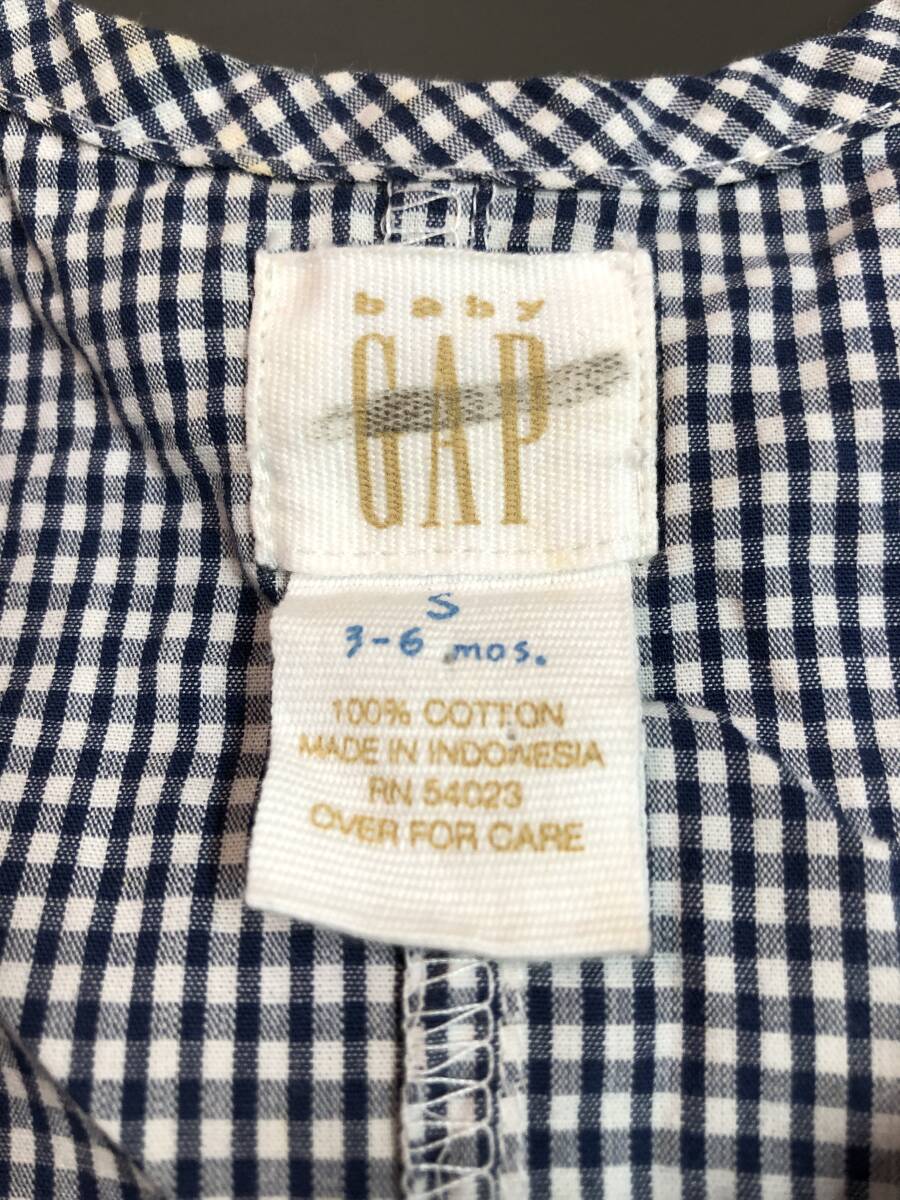 baby
GAP
S
3-6 mos.
100% COTTON
MADE IN INDONESIA
RN 54023
OVER FOR CARE